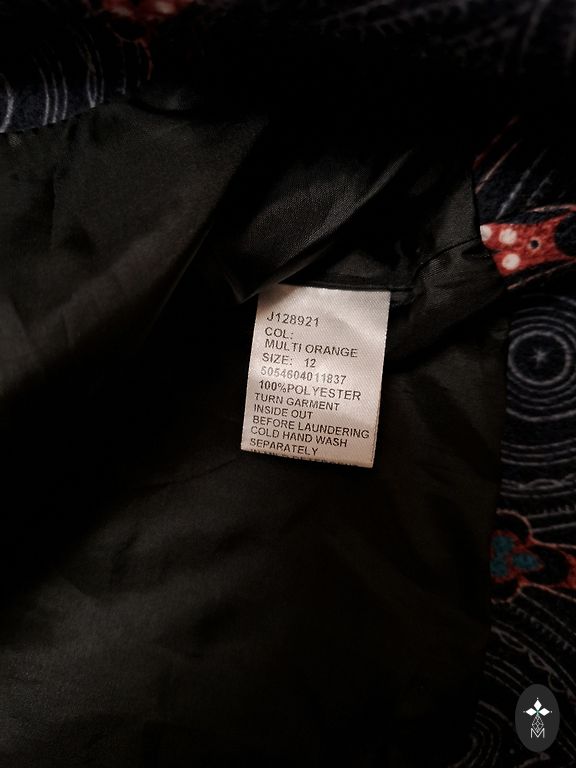 J128921
COL:
MULTI ORANGE
SIZE: 12
5054604011837
100%POLYESTER
TURN GARMENT
INSIDE OUT
BEFORE LAUNDERING
COLD HAND WASH
SEPARATELY
M